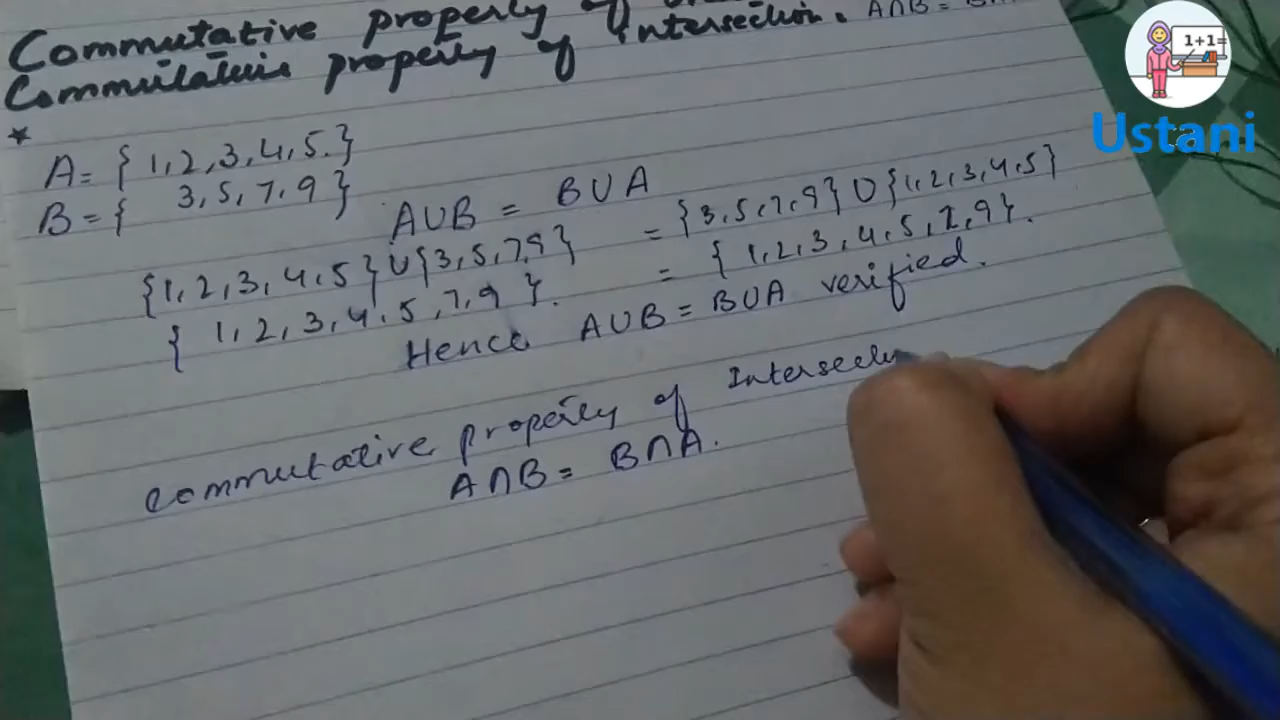 Commutative property of
Commutative property of Intersection. A∩B = B∩
1+1=
Ustani
*
A = { 1, 2, 3, 4, 5. }
B = { 3, 5, 7, 9 }
A∪B = B∪A
{1, 2, 3, 4, 5} ∪ {3, 5, 7, 9} = {3, 5, 7, 9} ∪ {1, 2, 3, 4, 5}
{ 1, 2, 3, 4, 5, 7, 9 }. = { 1, 2, 3, 4, 5, 7, 9 }.
Hence A∪B = B∪A verified.
Commutative property of Intersecti
A∩B = B∩A.